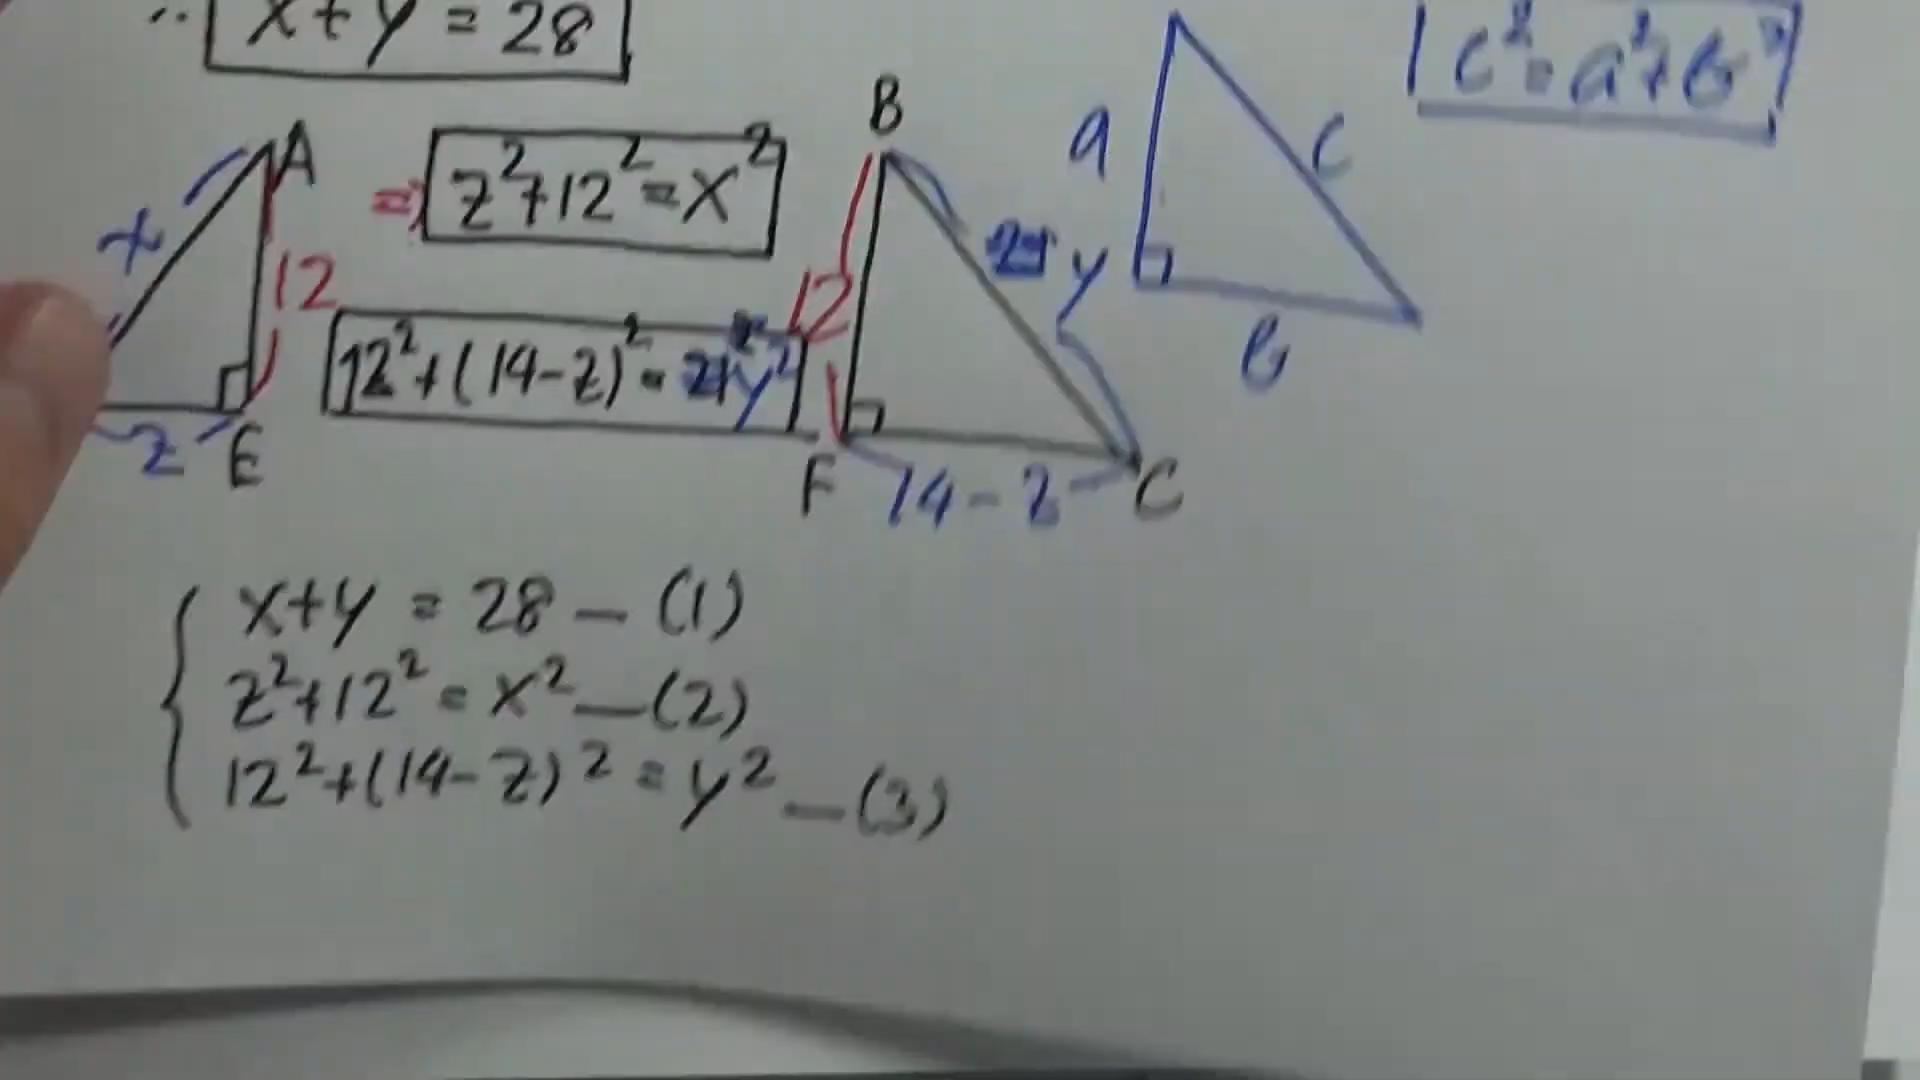 ∴ x+y = 28
c²=a²+b²
B
A
a
c
x
⇒ z²+12²=x²
y
12
12
12²+(14-z)²=y²
b
z
E
F
14-z
C
x+y = 28 — (1)
z²+12² = x² — (2)
12²+(14-z)² = y² — (3)